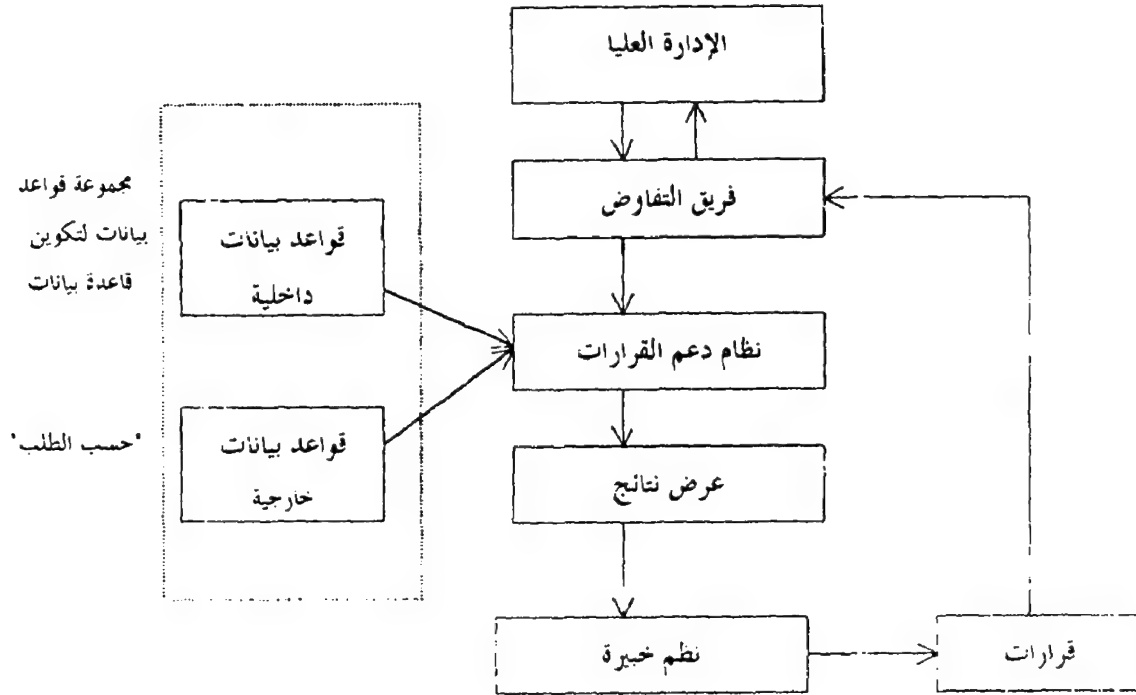 الإدارة العليا
فريق التفاوض
مجموعة قواعد
بيانات لتكوين
قاعدة بيانات
قواعد بيانات
داخلية
نظام دعم القرارات
"حسب الطلب"
قواعد بيانات
خارجية
عرض نتائج
نظم خبيرة
قرارات